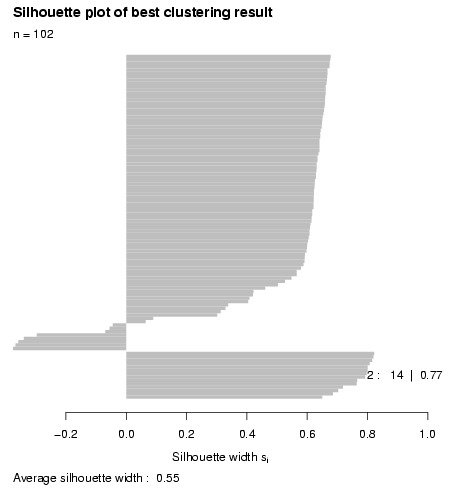 Silhouette plot of best clustering result
n = 102
2 : 14 | 0.77
−0.2 0.0 0.2 0.4 0.6 0.8 1.0
Silhouette width si
Average silhouette width : 0.55